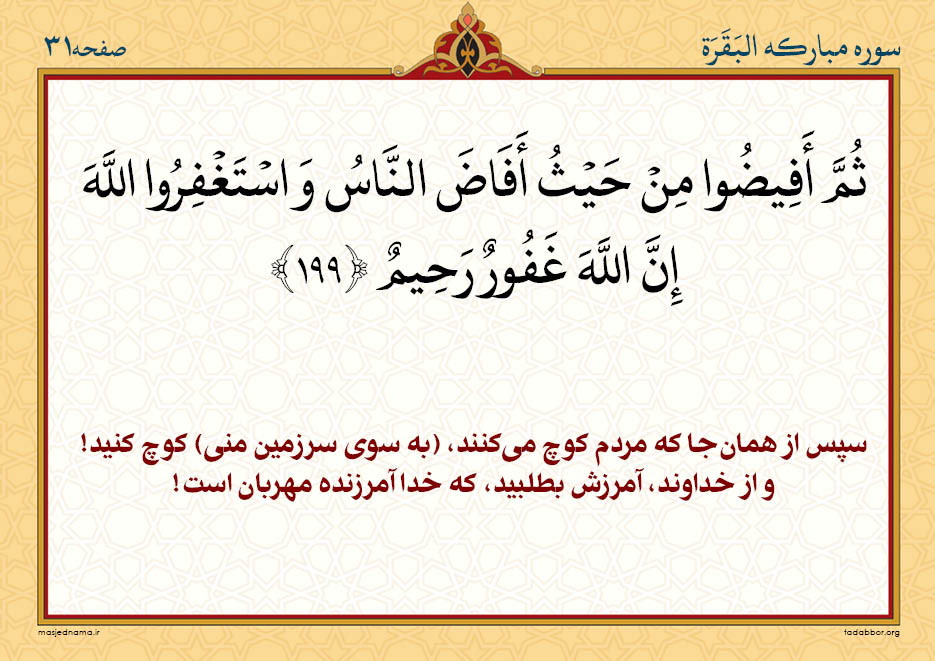 سوره مبارکه البَقَرَة
صفحه۳۱
ثُمَّ أَفِيضُوا مِنْ حَيْثُ أَفَاضَ النَّاسُ وَ اسْتَغْفِرُوا اللَّهَ
إِنَّ اللَّهَ غَفُورٌ رَحِيمٌ ﴿۱۹۹﴾
سپس از همان‌جا که مردم کوچ می‌کنند، (به سوی سرزمین منی) کوچ کنید!
و از خداوند، آمرزش بطلبید، که خدا آمرزنده مهربان است!
masjednama.ir
tadabbor.org